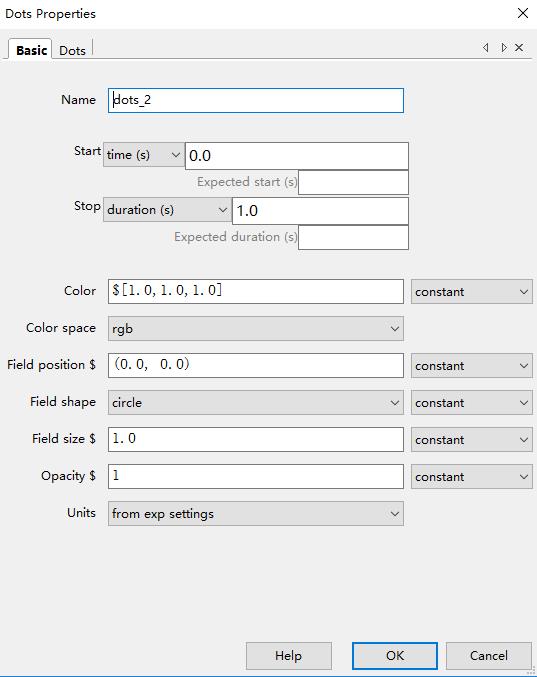 Dots Properties
Basic Dots
Name dots_2
Start time (s) 0.0
Expected start (s)
Stop duration (s) 1.0
Expected duration (s)
Color $[1.0,1.0,1.0] constant
Color space rgb
Field position $ (0.0, 0.0) constant
Field shape circle constant
Field size $ 1.0 constant
Opacity $ 1 constant
Units from exp settings
Help OK Cancel